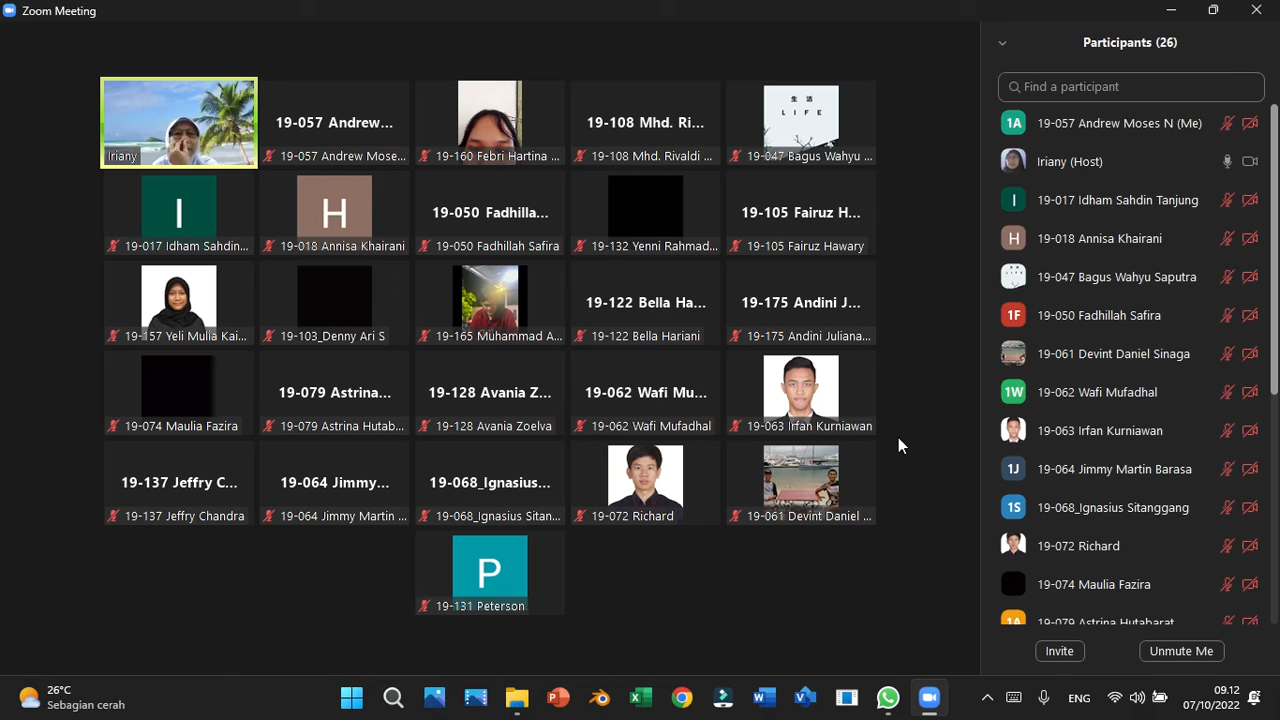 Zoom Meeting
Iriany
19-057 Andrew...
19-057 Andrew Mose...
19-160 Febri Hartina ...
19-108 Mhd. Ri...
19-108 Mhd. Rivaldi ...
生 活
LIFE
19-047 Bagus Wahyu ...
I
19-017 Idham Sahdin...
H
19-018 Annisa Khairani
19-050 Fadhilla...
19-050 Fadhillah Safira
19-132 Yenni Rahmad...
19-105 Fairuz H...
19-105 Fairuz Hawary
19-157 Yeli Mulia Kai...
19-103_Denny Ari S
19-165 Muhammad A...
19-122 Bella Ha...
19-122 Bella Hariani
19-175 Andini J...
19-175 Andini Juliana...
19-074 Maulia Fazira
19-079 Astrina...
19-079 Astrina Hutab...
19-128 Avania Z...
19-128 Avania Zoelva
19-062 Wafi Mu...
19-062 Wafi Mufadhal
19-063 Irfan Kurniawan
19-137 Jeffry C...
19-137 Jeffry Chandra
19-064 Jimmy...
19-064 Jimmy Martin ...
19-068_Ignasius...
19-068_Ignasius Sitan...
19-072 Richard
19-061 Devint Daniel ...
P
19-131 Peterson
Participants (26)
Find a participant
1A 19-057 Andrew Moses N (Me)
Iriany (Host)
I 19-017 Idham Sahdin Tanjung
H 19-018 Annisa Khairani
19-047 Bagus Wahyu Saputra
1F 19-050 Fadhillah Safira
19-061 Devint Daniel Sinaga
1W 19-062 Wafi Mufadhal
19-063 Irfan Kurniawan
1J 19-064 Jimmy Martin Barasa
1S 19-068_Ignasius Sitanggang
19-072 Richard
19-074 Maulia Fazira
1A 19-079 Astrina Hutabarat
Invite
Unmute Me
26°C
Sebagian cerah
ENG
09.12
07/10/2022